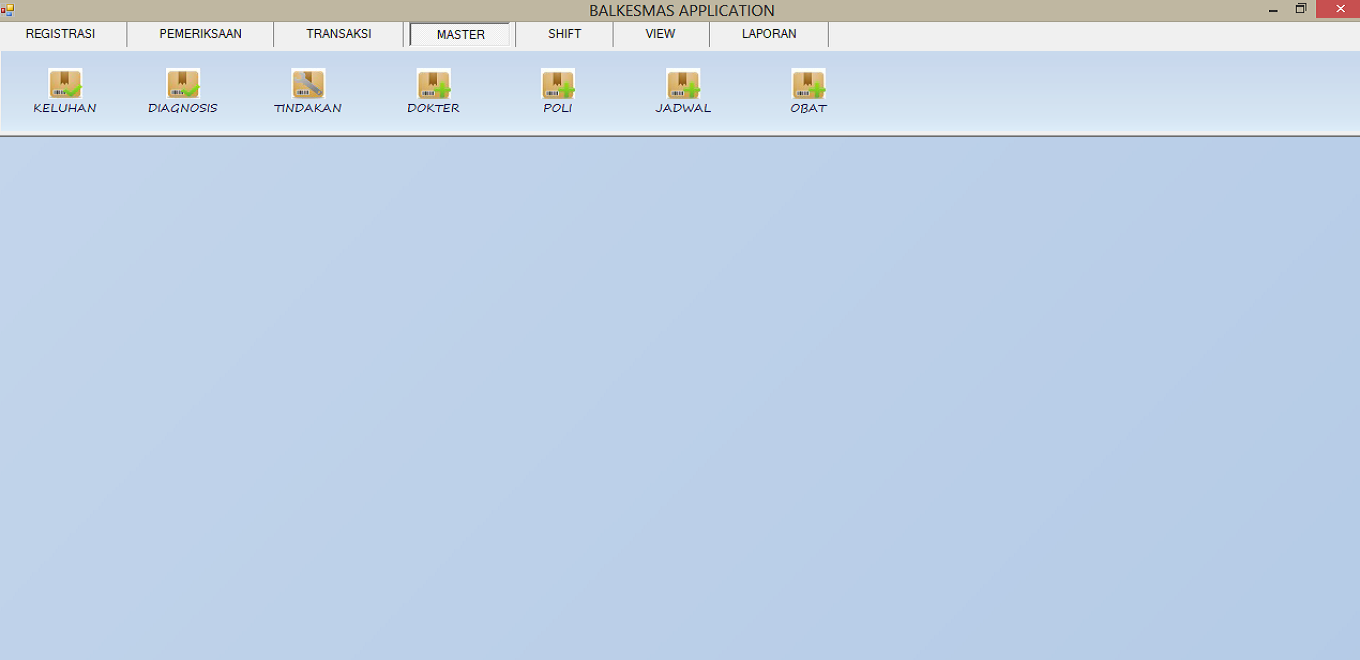 BALKESMAS APPLICATION
REGISTRASI PEMERIKSAAN TRANSAKSI MASTER SHIFT VIEW LAPORAN
KELUHAN DIAGNOSIS TINDAKAN DOKTER POLI JADWAL OBAT